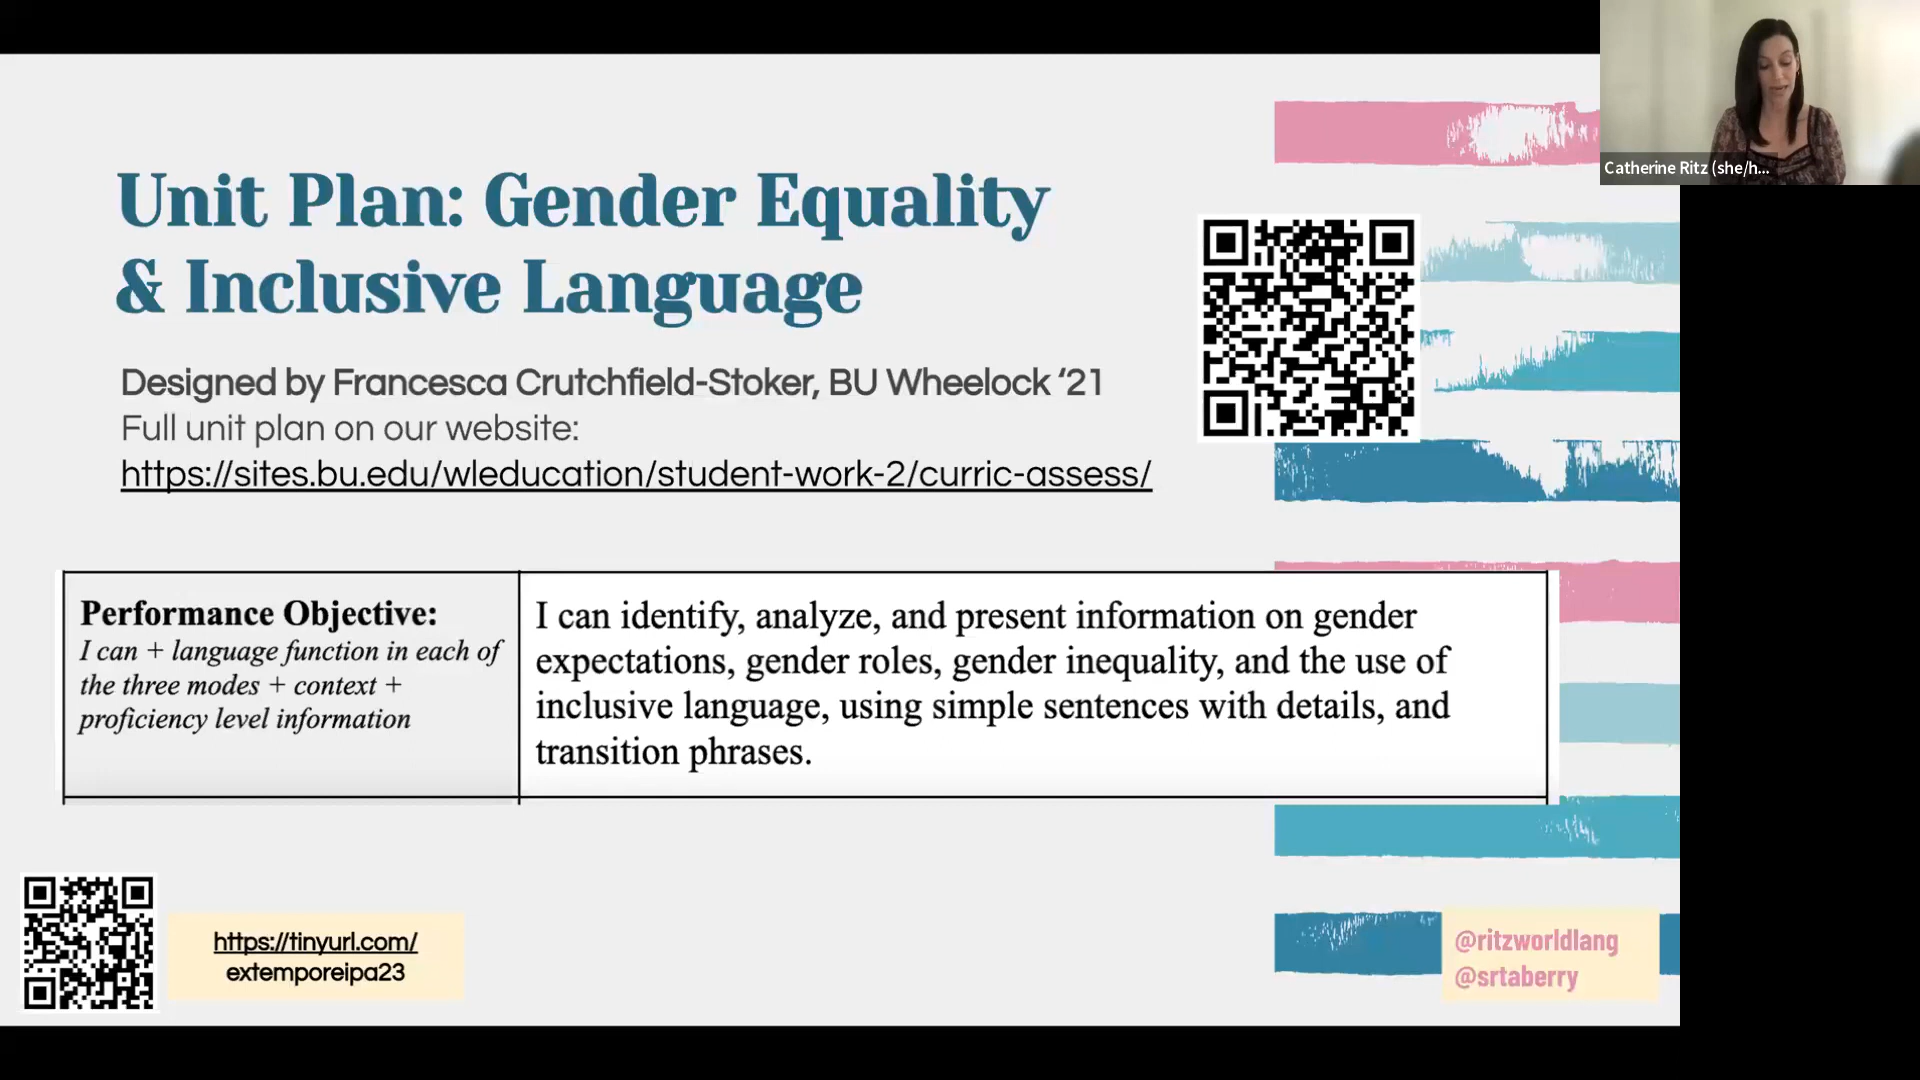 Catherine Ritz (she/h...
Unit Plan: Gender Equality
& Inclusive Language
Designed by Francesca Crutchfield-Stoker, BU Wheelock ‘21
Full unit plan on our website:
https://sites.bu.edu/wleducation/student-work-2/curric-assess/
Performance Objective:
I can + language function in each of
the three modes + context +
proficiency level information
I can identify, analyze, and present information on gender
expectations, gender roles, gender inequality, and the use of
inclusive language, using simple sentences with details, and
transition phrases.
https://tinyurl.com/
extemporeipa23
@ritzworldlang
@srtaberry